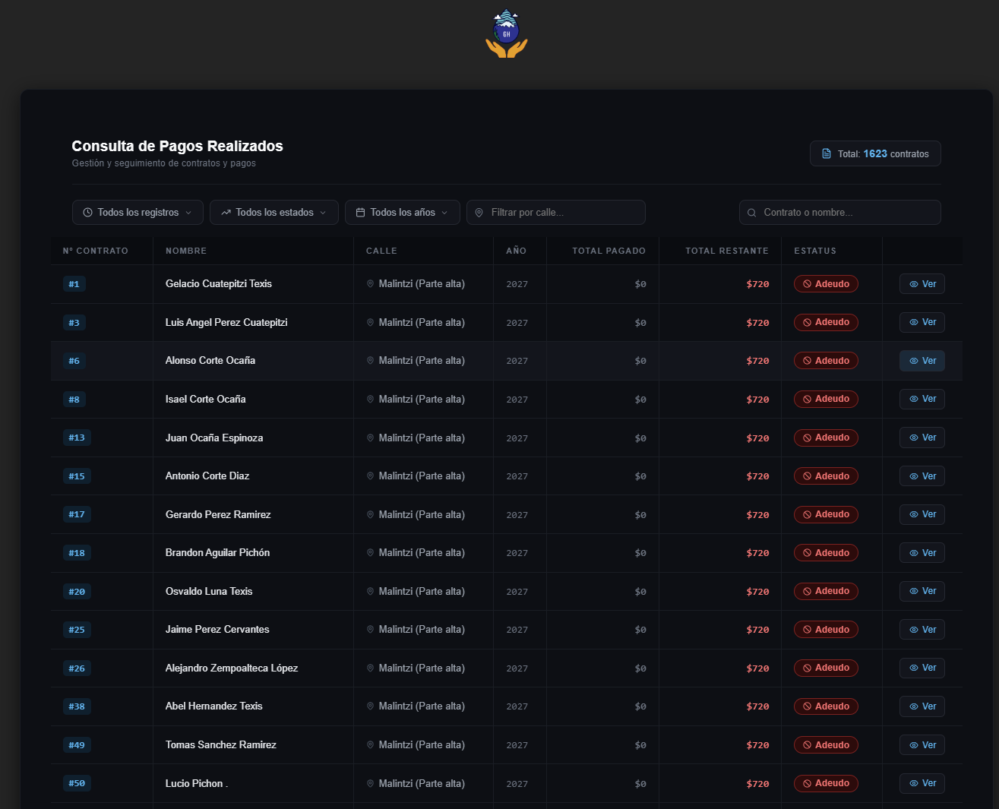 GH
Consulta de Pagos Realizados
Gestión y seguimiento de contratos y pagos
Total: 1623 contratos
Todos los registros Todos los estados Todos los años Filtrar por calle... Contrato o nombre...
N° CONTRATO NOMBRE CALLE AÑO TOTAL PAGADO TOTAL RESTANTE ESTATUS
#1 Gelacio Cuatepitzi Texis Malintzi (Parte alta) 2027 $0 $720 Adeudo Ver
#3 Luis Angel Perez Cuatepitzi Malintzi (Parte alta) 2027 $0 $720 Adeudo Ver
#6 Alonso Corte Ocaña Malintzi (Parte alta) 2027 $0 $720 Adeudo Ver
#8 Isael Corte Ocaña Malintzi (Parte alta) 2027 $0 $720 Adeudo Ver
#13 Juan Ocaña Espinoza Malintzi (Parte alta) 2027 $0 $720 Adeudo Ver
#15 Antonio Corte Diaz Malintzi (Parte alta) 2027 $0 $720 Adeudo Ver
#17 Gerardo Perez Ramirez Malintzi (Parte alta) 2027 $0 $720 Adeudo Ver
#18 Brandon Aguilar Pichón Malintzi (Parte alta) 2027 $0 $720 Adeudo Ver
#20 Osvaldo Luna Texis Malintzi (Parte alta) 2027 $0 $720 Adeudo Ver
#25 Jaime Perez Cervantes Malintzi (Parte alta) 2027 $0 $720 Adeudo Ver
#26 Alejandro Zempoalteca López Malintzi (Parte alta) 2027 $0 $720 Adeudo Ver
#38 Abel Hernandez Texis Malintzi (Parte alta) 2027 $0 $720 Adeudo Ver
#49 Tomas Sanchez Ramirez Malintzi (Parte alta) 2027 $0 $720 Adeudo Ver
#50 Lucio Pichon . Malintzi (Parte alta) 2027 $0 $720 Adeudo Ver